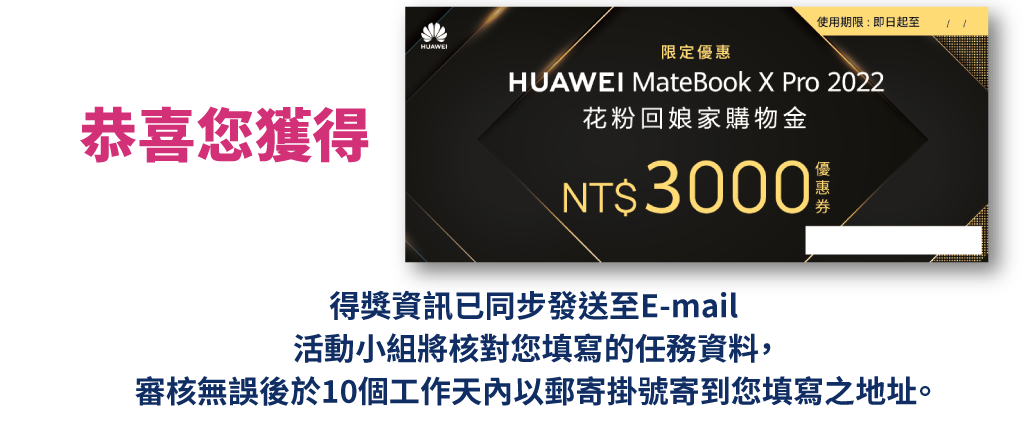 恭喜您獲得
HUAWEI
使用期限 : 即日起至 / /
限定優惠
HUAWEI MateBook X Pro 2022
花粉回娘家購物金
NT$3000優惠券
得獎資訊已同步發送至E-mail
活動小組將核對您填寫的任務資料，
審核無誤後於10個工作天內以郵寄掛號寄到您填寫之地址。